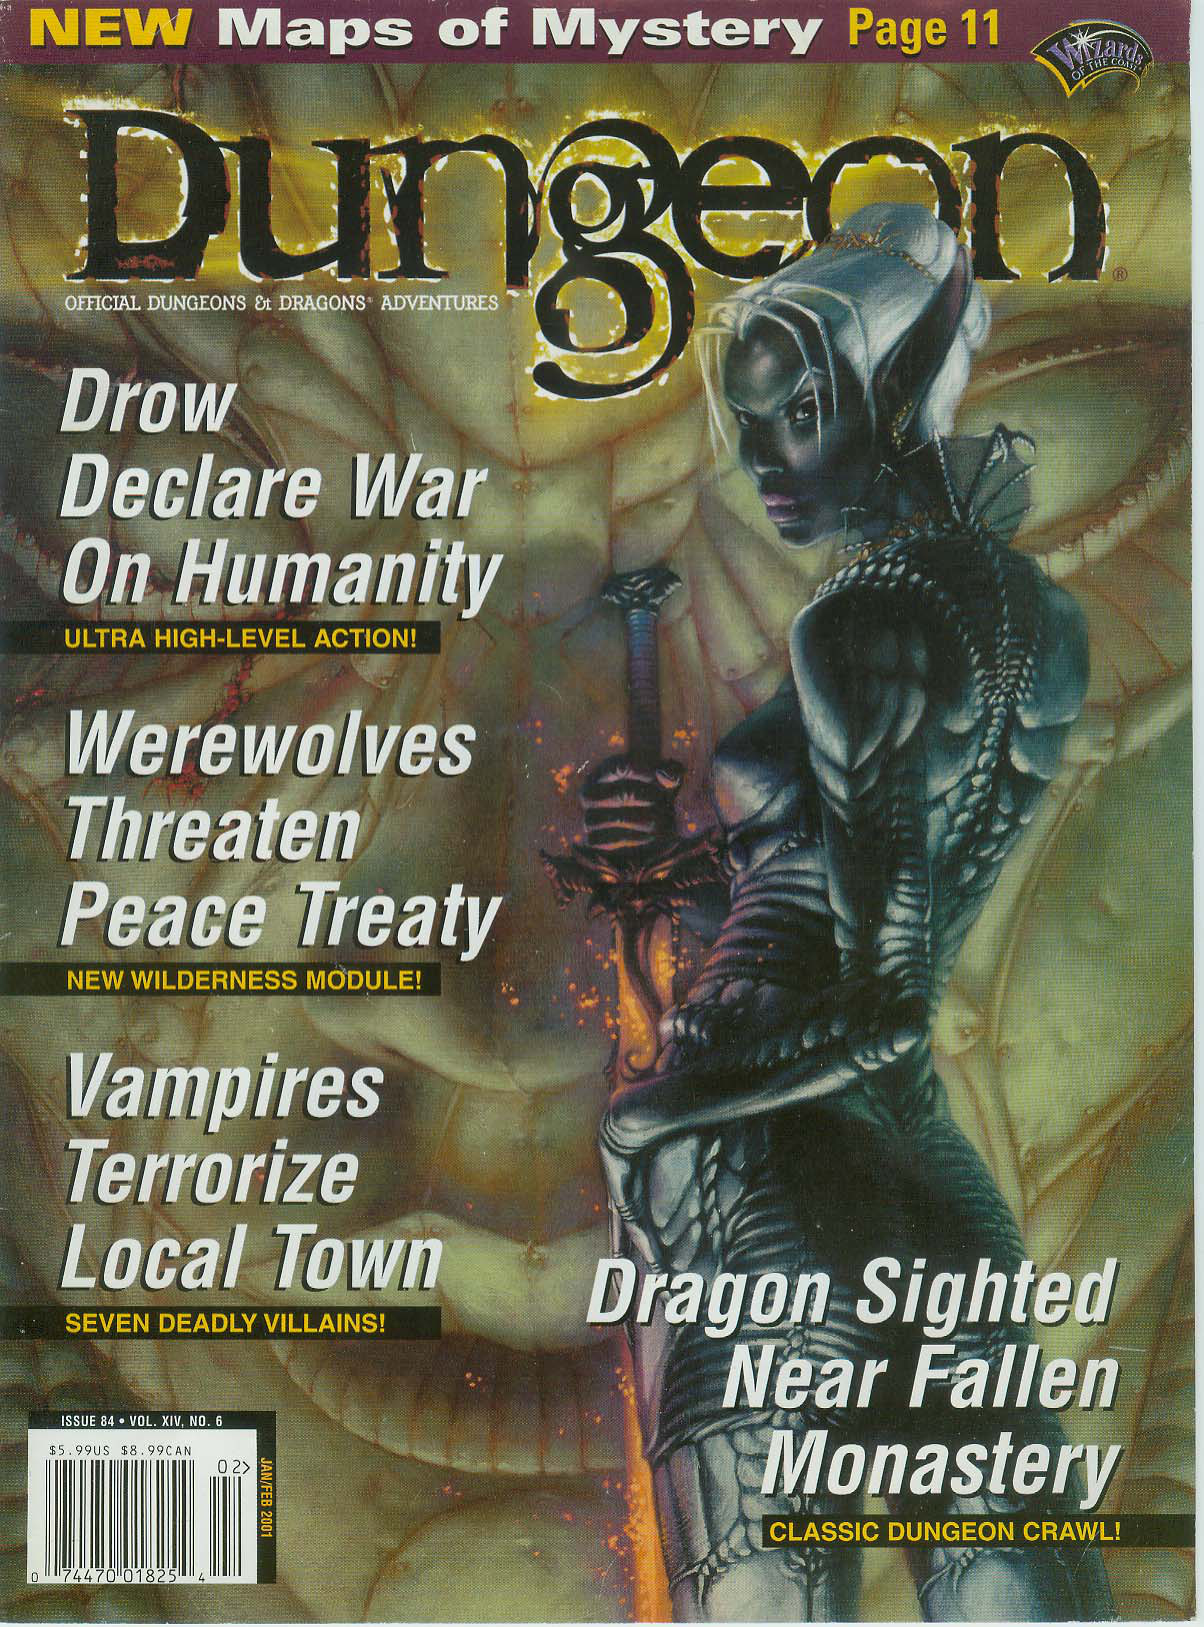 NEW Maps of Mystery Page 11
Wizards
OF THE COAST
Dungeon®
OFFICIAL DUNGEONS & DRAGONS® ADVENTURES
Drow
Declare War
On Humanity
ULTRA HIGH-LEVEL ACTION!
Werewolves
Threaten
Peace Treaty
NEW WILDERNESS MODULE!
Vampires
Terrorize
Local Town
SEVEN DEADLY VILLAINS!
Dragon Sighted
Near Fallen
Monastery
CLASSIC DUNGEON CRAWL!
ISSUE 84 • VOL. XIV, NO. 6
$5.99US $8.99CAN
02>
JAN/FEB 2001
0 74470 01825 4